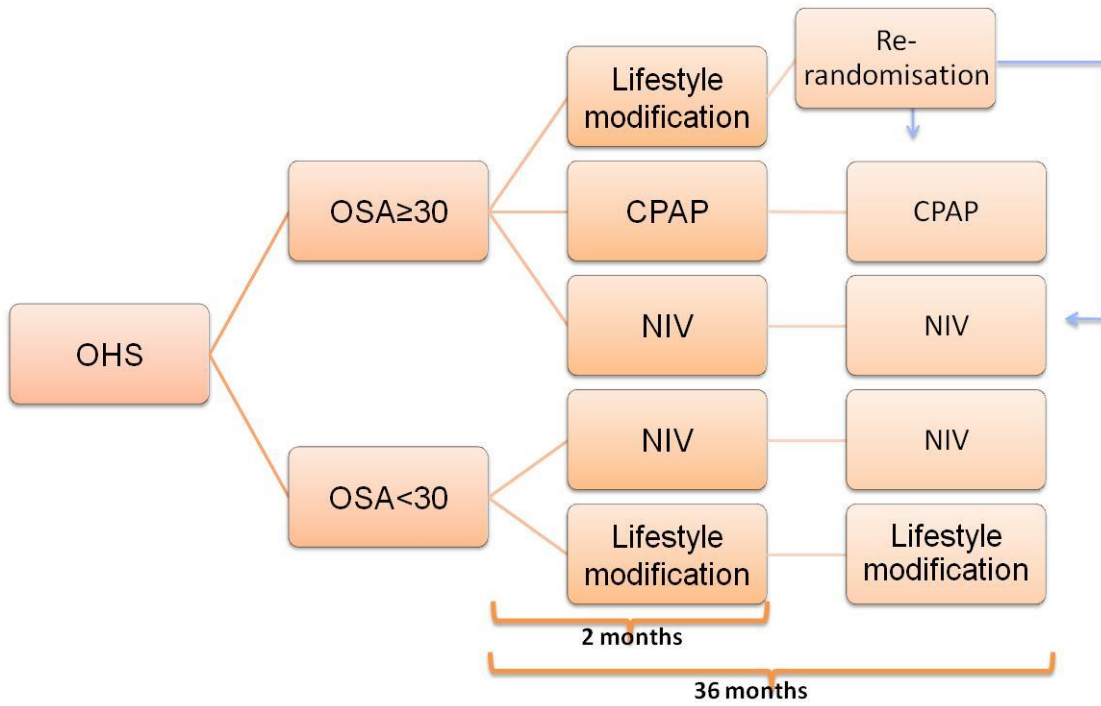 Re-
randomisation
Lifestyle
modification
OSA≥30
CPAP
CPAP
NIV
NIV
OHS
NIV
NIV
OSA<30
Lifestyle
modification
Lifestyle
modification
2 months
36 months